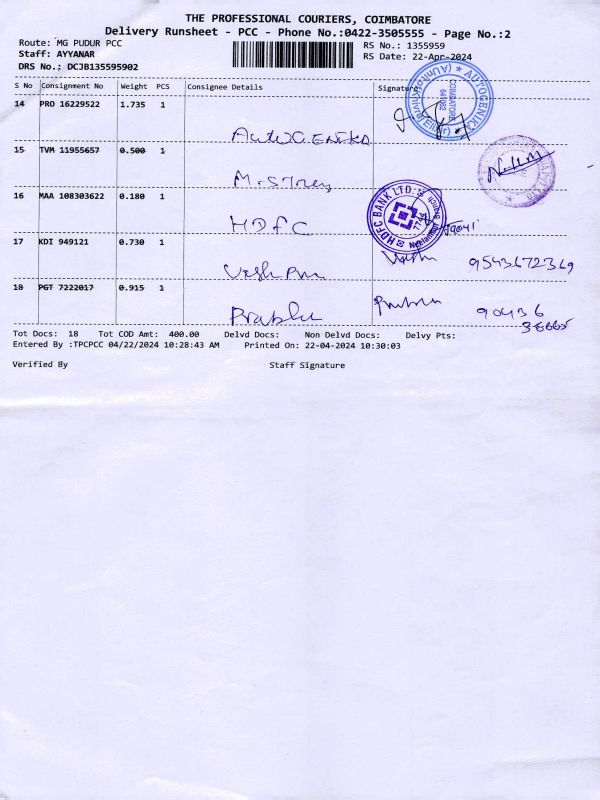 THE PROFESSIONAL COURIERS, COIMBATORE
Delivery Runsheet - PCC - Phone No.:0422-3505555 - Page No.:2
Route: MG PUDUR PCC
Staff: AYYANAR
DRS No.: DCJB135595902
RS No.: 1355959
RS Date: 22-Apr-2024
S No Consignment No Weight PCS Consignee Details Signature
14 PRO 16229522 1.735 1
AUTOGENIKS
COIMBATORE
641 062
15 TVM 11955657 0.500 1
16 MAA 108303622 0.180 1
HDFC
HDFC BANK LTD.
17 KDI 949121 0.730 1
9543672369
18 PGT 7222017 0.915 1
Prabhu
90436
Tot Docs: 18 Tot COD Amt: 400.00 Delvd Docs: Non Delvd Docs: Delvy Pts:
Entered By :TPCPCC 04/22/2024 10:28:43 AM Printed On: 22-04-2024 10:30:03
Verified By Staff Signature